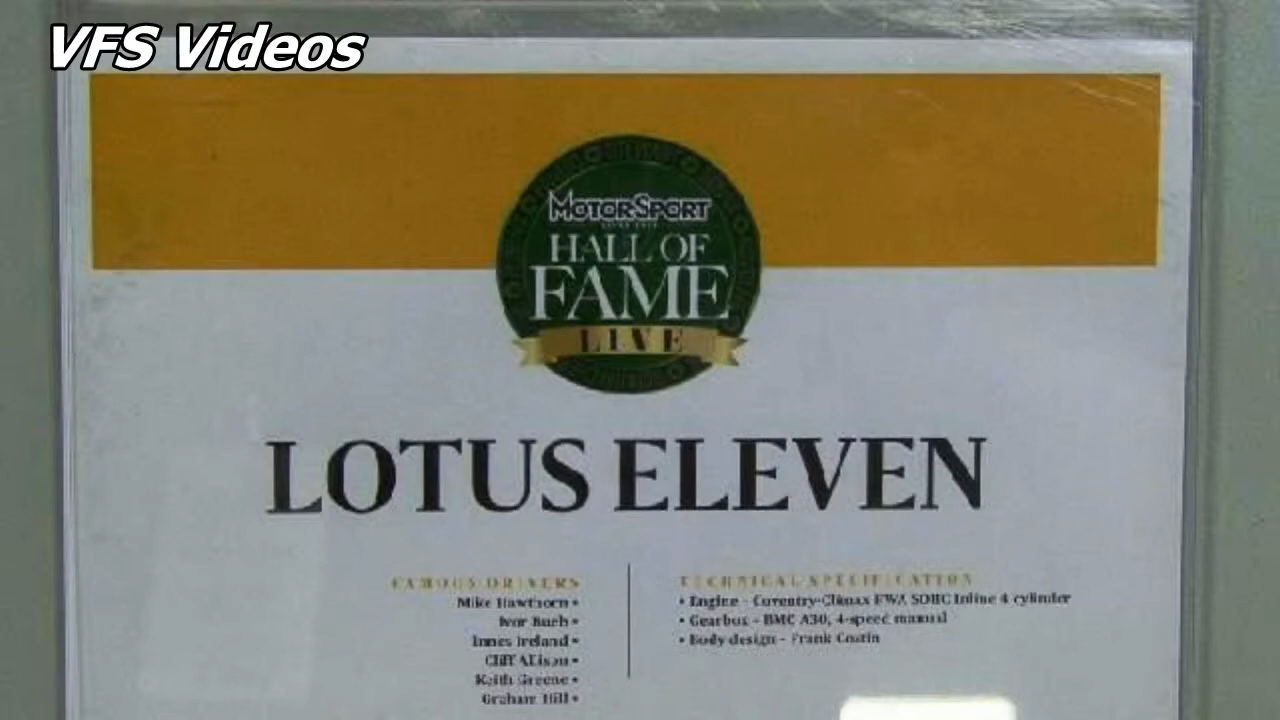 VFS Videos
MOTORSPORT
HALL OF
FAME
LIVE
LOTUS ELEVEN
FAMOUS DRIVERS
Mike Hawthorn •
Ivor Bueb •
Innes Ireland •
Cliff Allison •
Keith Greene •
Graham Hill •
TECHNICAL SPECIFICATION
• Engine - Coventry-Climax FWA SOHC Inline 4 cylinder
• Gearbox - BMC A30, 4-speed manual
• Body design - Frank Costin